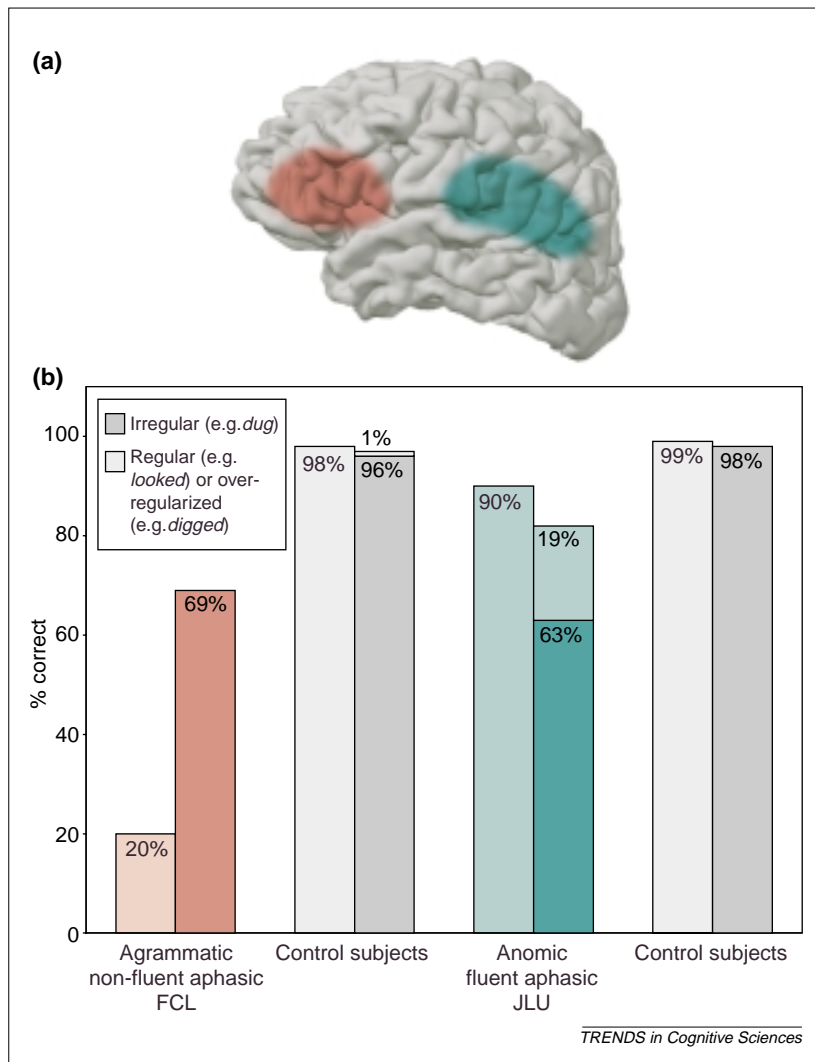 (a)
(b)
Irregular (e.g.dug)
Regular (e.g.
looked) or over-
regularized
(e.g.digged)
% correct
100
80
60
40
20
0
20%
69%
98%
1%
96%
90%
19%
63%
99%
98%
Agrammatic
non-fluent aphasic
FCL
Control subjects
Anomic
fluent aphasic
JLU
Control subjects
TRENDS in Cognitive Sciences